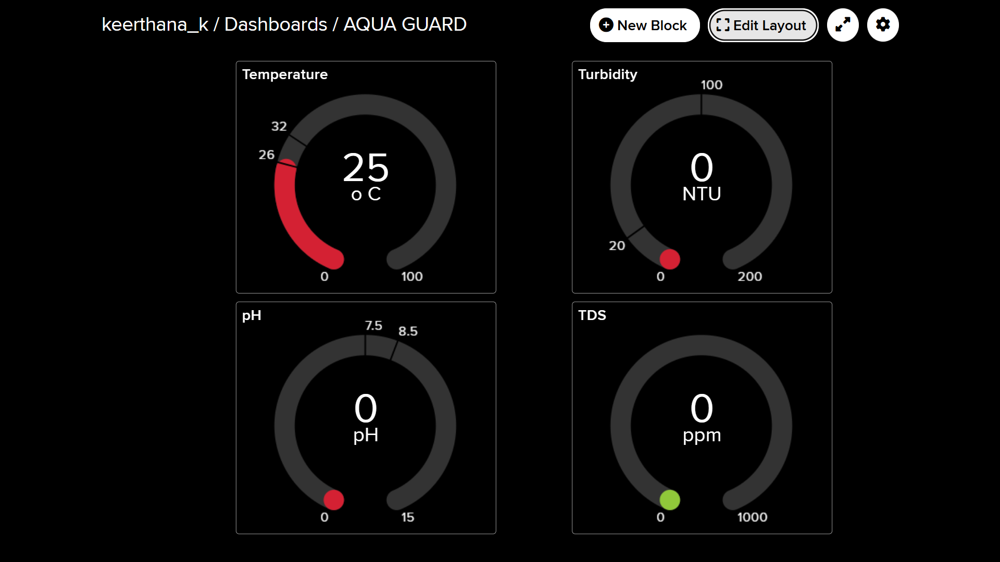 keerthana_k / Dashboards / AQUA GUARD
New Block
Edit Layout
Temperature
32
26
25
o C
0
100
Turbidity
100
0
NTU
20
0
200
pH
7.5
8.5
0
pH
0
15
TDS
0
ppm
0
1000